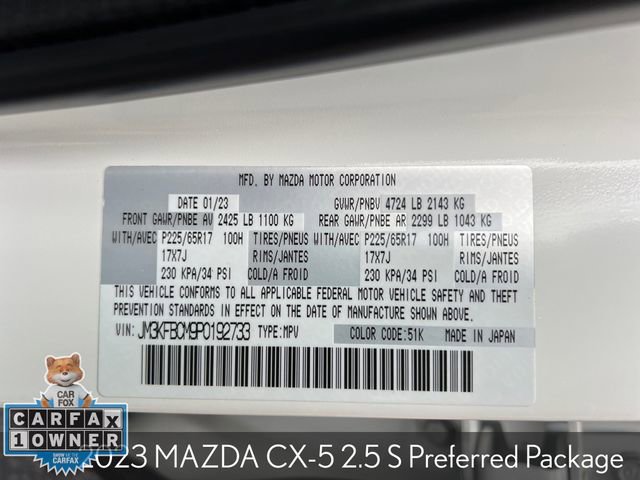 MFD. BY MAZDA MOTOR CORPORATION
DATE 01/23 GVWR/PNBV 4724 LB 2143 KG
FRONT GAWR/PNBE AV 2425 LB 1100 KG REAR GAWR/PNBE AR 2299 LB 1043 KG
WITH/AVEC P225/65R17 100H TIRES/PNEUS WITH/AVEC P225/65R17 100H TIRES/PNEUS
17X7J RIMS/JANTES 17X7J RIMS/JANTES
230 KPA/34 PSI COLD/A FROID 230 KPA/34 PSI COLD/A FROID
THIS VEHICLE CONFORMS TO ALL APPLICABLE FEDERAL MOTOR VEHICLE SAFETY, AND THEFT
PREVENTION STANDARDS IN EFFECT ON THE DATE OF MANUFACTURE SHOWN ABOVE.
VIN: JM3KFBCM9P0192733 TYPE:MPV COLOR CODE:51K MADE IN JAPAN
CAR FOX
CARFAX
1 OWNER
SHOW ME THE CARFAX
2023 MAZDA CX-5 2.5 S Preferred Package